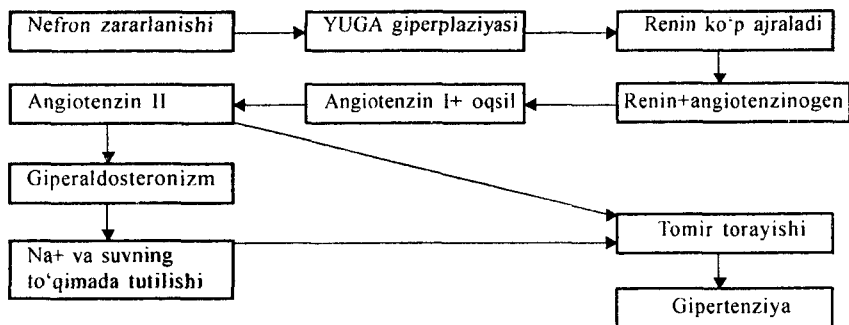 Nefron zararlanishi
YUGA giperplaziyasi
Renin ko‘p ajraladi
Angiotenzin II
Angiotenzin I+ oqsil
Renin+angiotenzinogen
Giperaldosteronizm
Na+ va suvning
to‘qimada tutilishi
Tomir torayishi
Gipertenziya